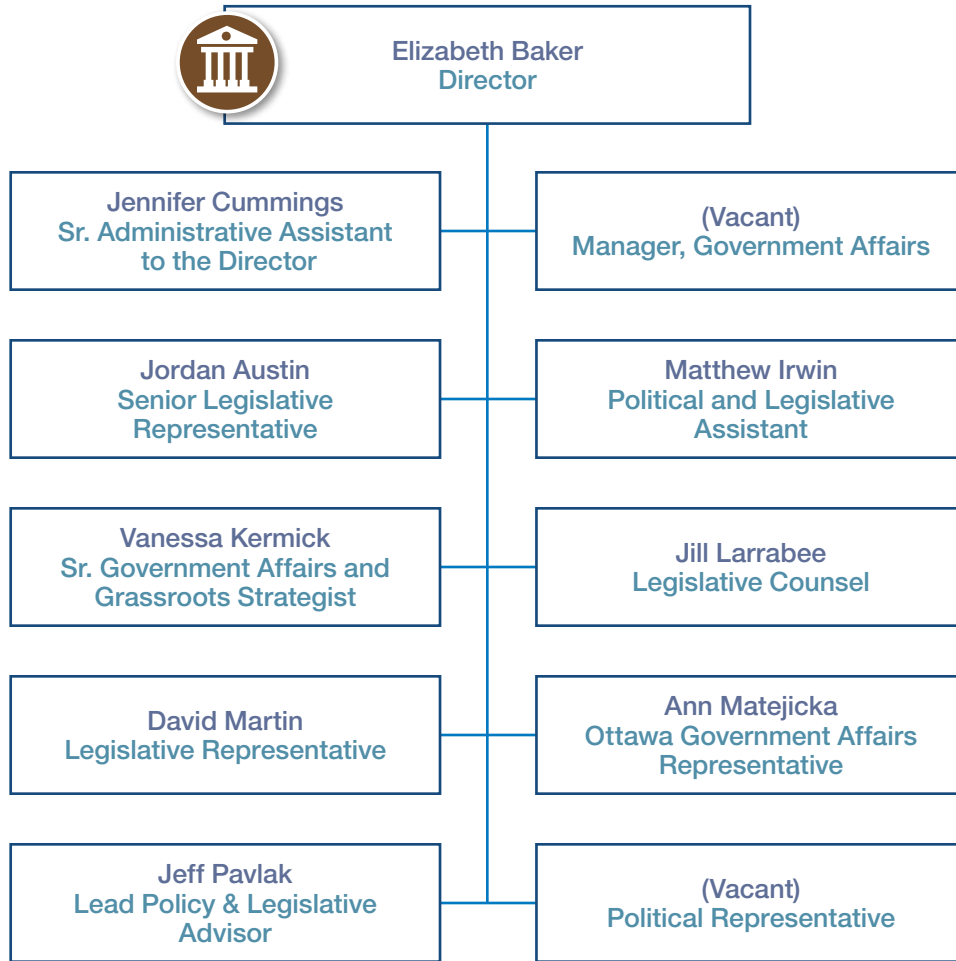 Elizabeth Baker
Director
Jennifer Cummings
Sr. Administrative Assistant
to the Director
(Vacant)
Manager, Government Affairs
Jordan Austin
Senior Legislative
Representative
Matthew Irwin
Political and Legislative
Assistant
Vanessa Kermick
Sr. Government Affairs and
Grassroots Strategist
Jill Larrabee
Legislative Counsel
David Martin
Legislative Representative
Ann Matejicka
Ottawa Government Affairs
Representative
Jeff Pavlak
Lead Policy & Legislative
Advisor
(Vacant)
Political Representative